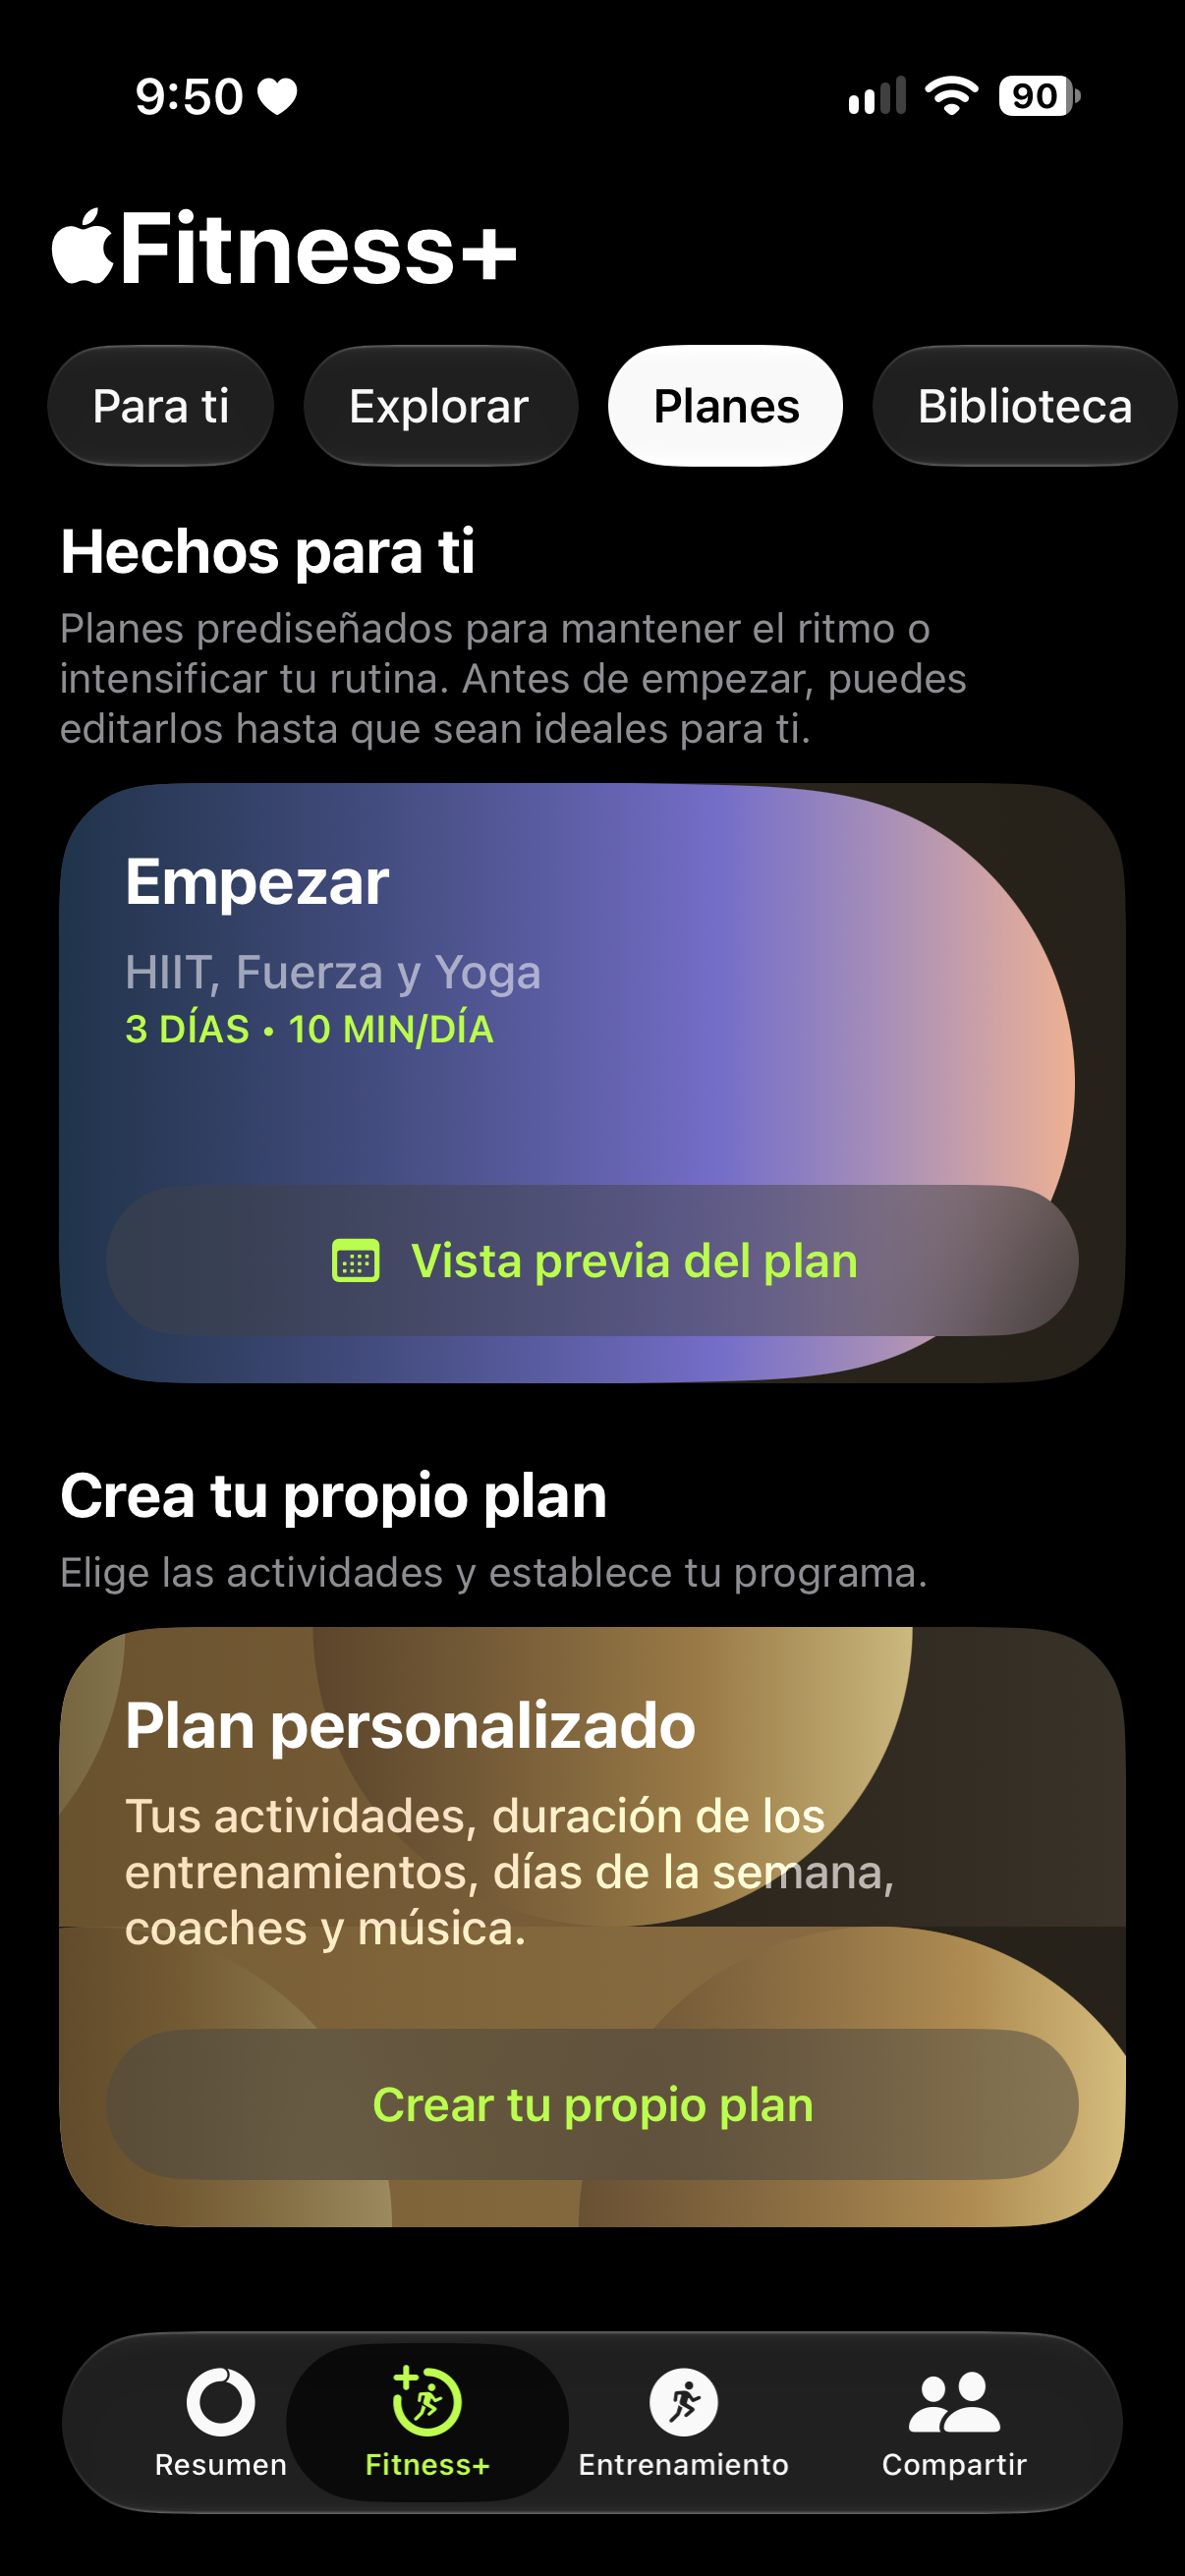 9:50
90
Fitness+
Para ti
Explorar
Planes
Biblioteca
Hechos para ti
Planes prediseñados para mantener el ritmo o
intensificar tu rutina. Antes de empezar, puedes
editarlos hasta que sean ideales para ti.
Empezar
HIIT, Fuerza y Yoga
3 DÍAS • 10 MIN/DÍA
Vista previa del plan
Crea tu propio plan
Elige las actividades y establece tu programa.
Plan personalizado
Tus actividades, duración de los
entrenamientos, días de la semana,
coaches y música.
Crear tu propio plan
Resumen
Fitness+
Entrenamiento
Compartir